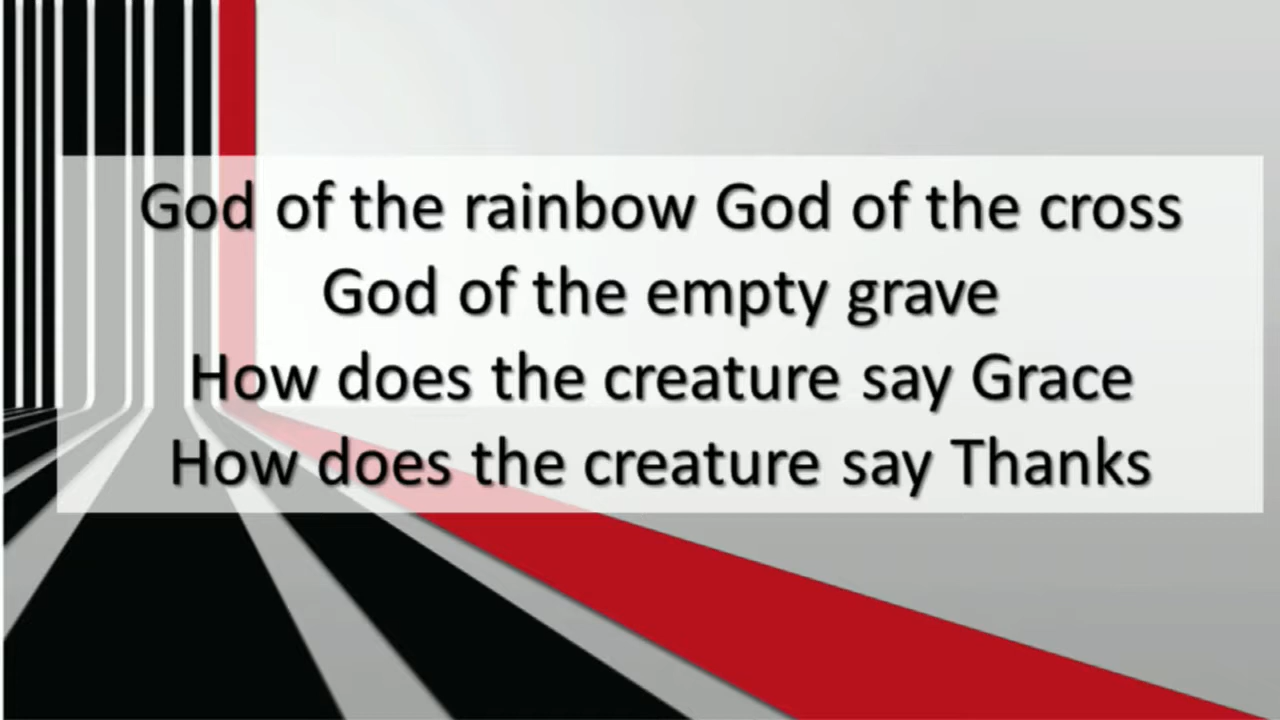 God of the rainbow God of the cross
God of the empty grave
How does the creature say Grace
How does the creature say Thanks